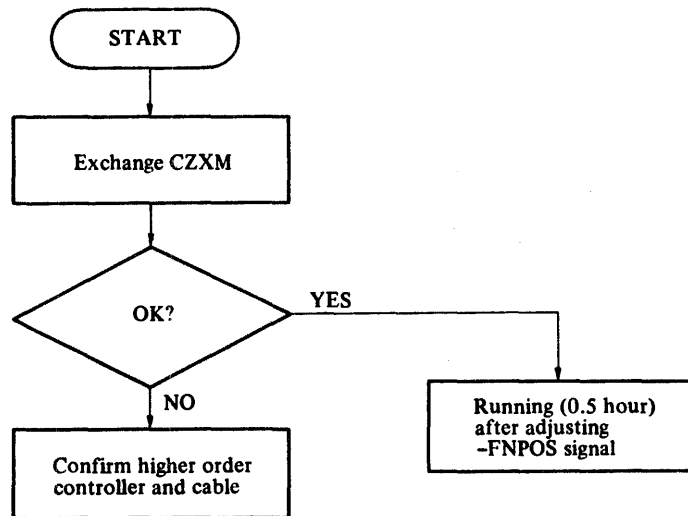 START
Exchange CZXM
OK?
YES
NO
Running (0.5 hour)
after adjusting
-FNPOS signal
Confirm higher order
controller and cable